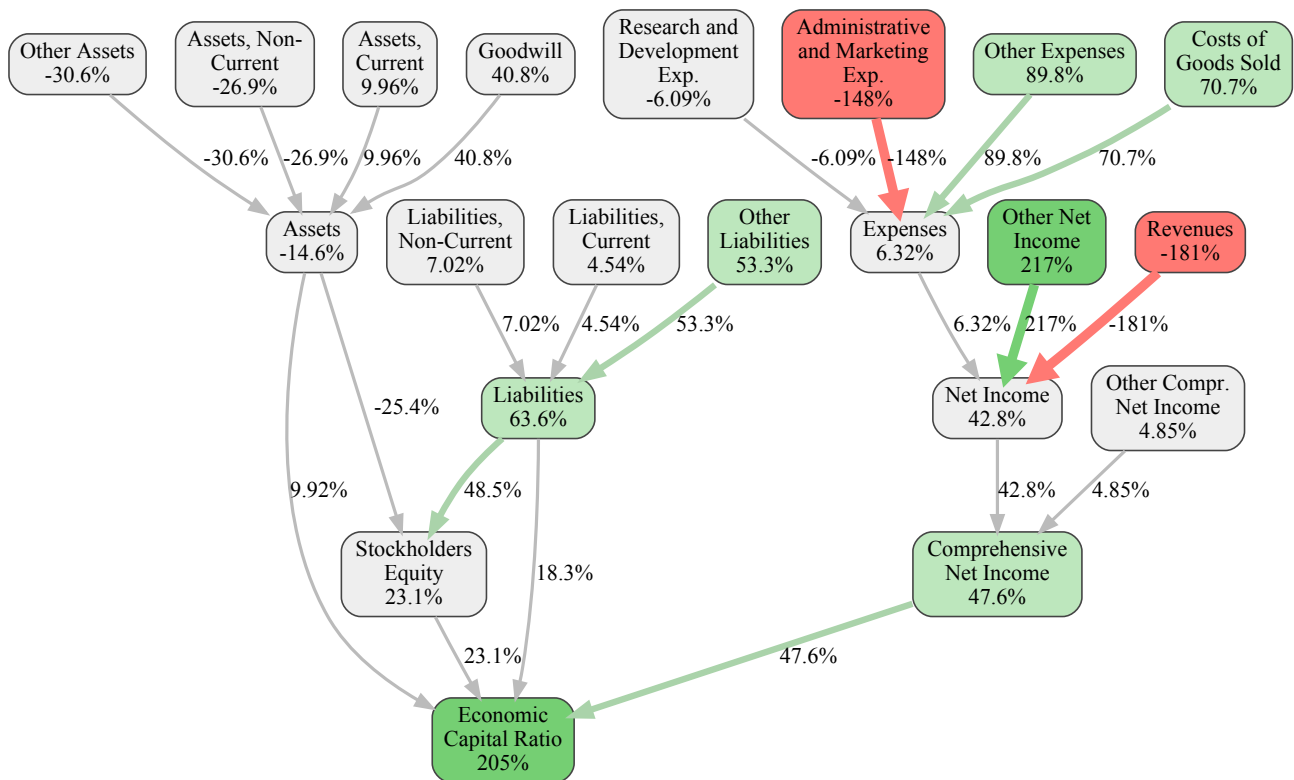 Other Assets
-30.6%
Assets, Non-
Current
-26.9%
Assets,
Current
9.96%
Goodwill
40.8%
Research and
Development
Exp.
-6.09%
Administrative
and Marketing
Exp.
-148%
Other Expenses
89.8%
Costs of
Goods Sold
70.7%
-30.6%
-26.9%
9.96%
40.8%
-6.09%
-148%
89.8%
70.7%
Assets
-14.6%
Liabilities,
Non-Current
7.02%
Liabilities,
Current
4.54%
Other
Liabilities
53.3%
Expenses
6.32%
Other Net
Income
217%
Revenues
-181%
7.02%
4.54%
53.3%
6.32%
217%
-181%
-25.4%
Liabilities
63.6%
Net Income
42.8%
Other Compr.
Net Income
4.85%
9.92%
48.5%
42.8%
4.85%
Stockholders
Equity
23.1%
18.3%
Comprehensive
Net Income
47.6%
23.1%
47.6%
Economic
Capital Ratio
205%